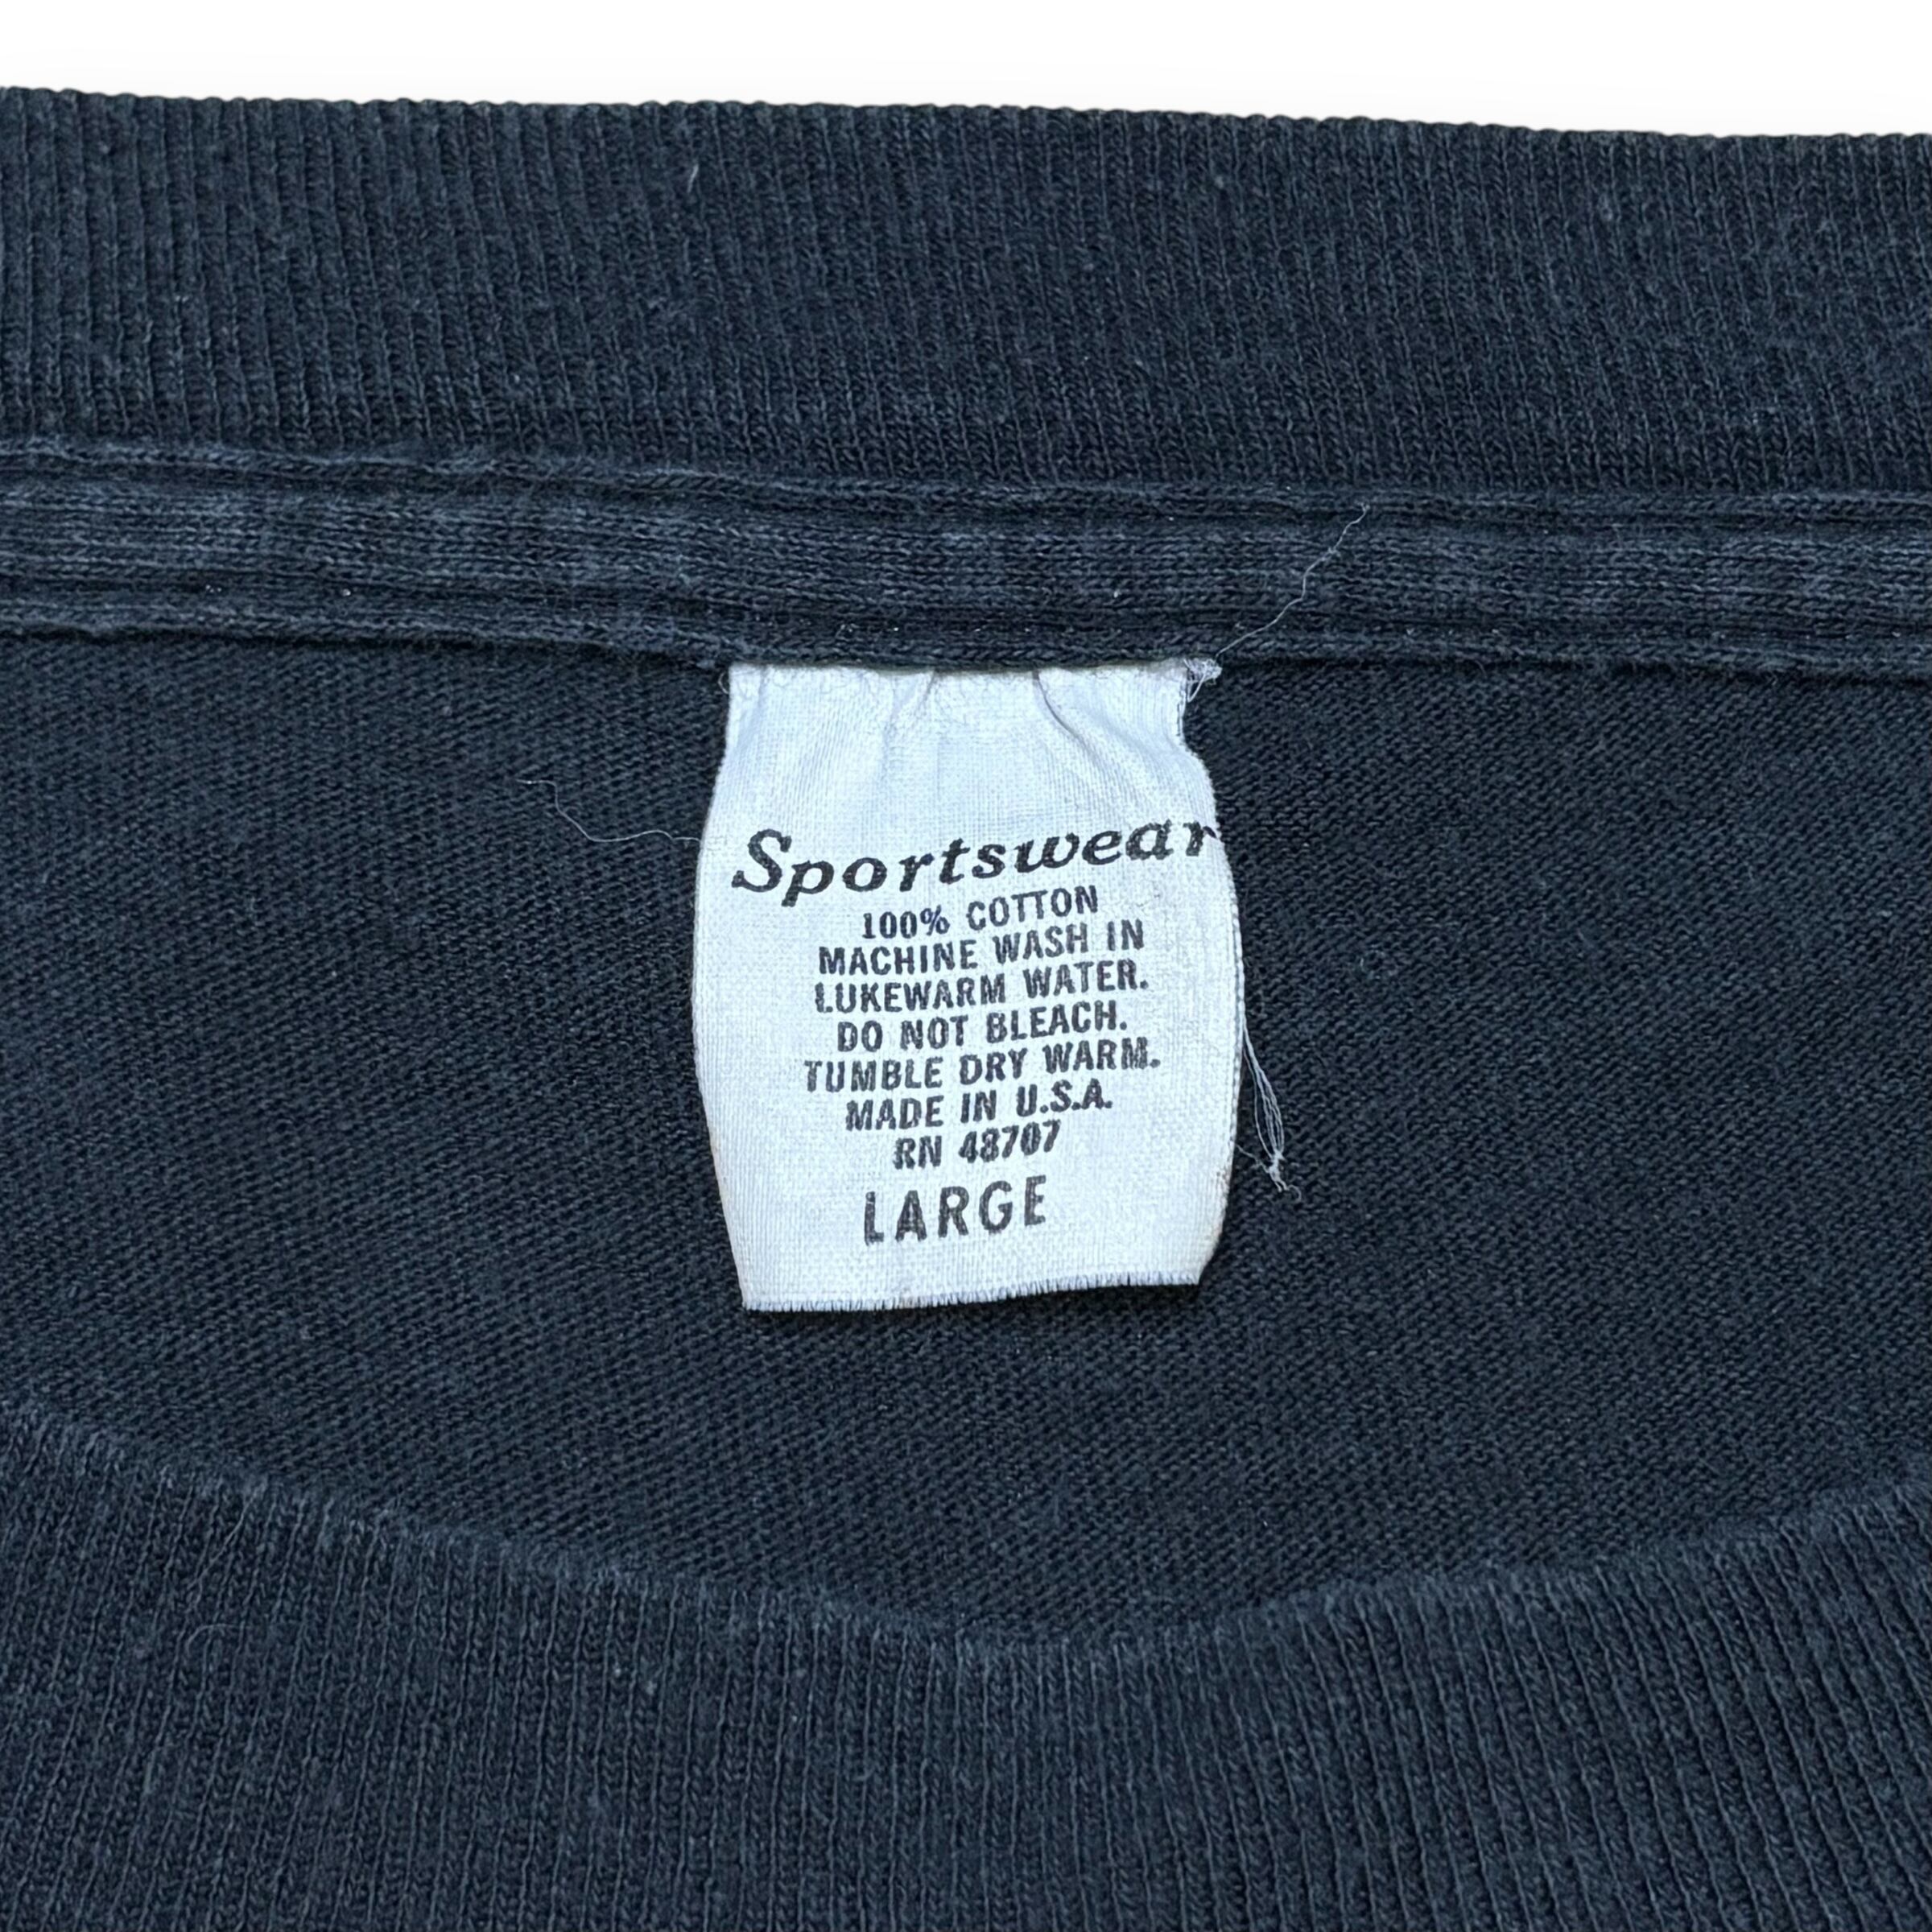 Sportswear
100% COTTON
MACHINE WASH IN
LUKEWARM WATER.
DO NOT BLEACH.
TUMBLE DRY WARM.
MADE IN U.S.A.
RN 48707
LARGE